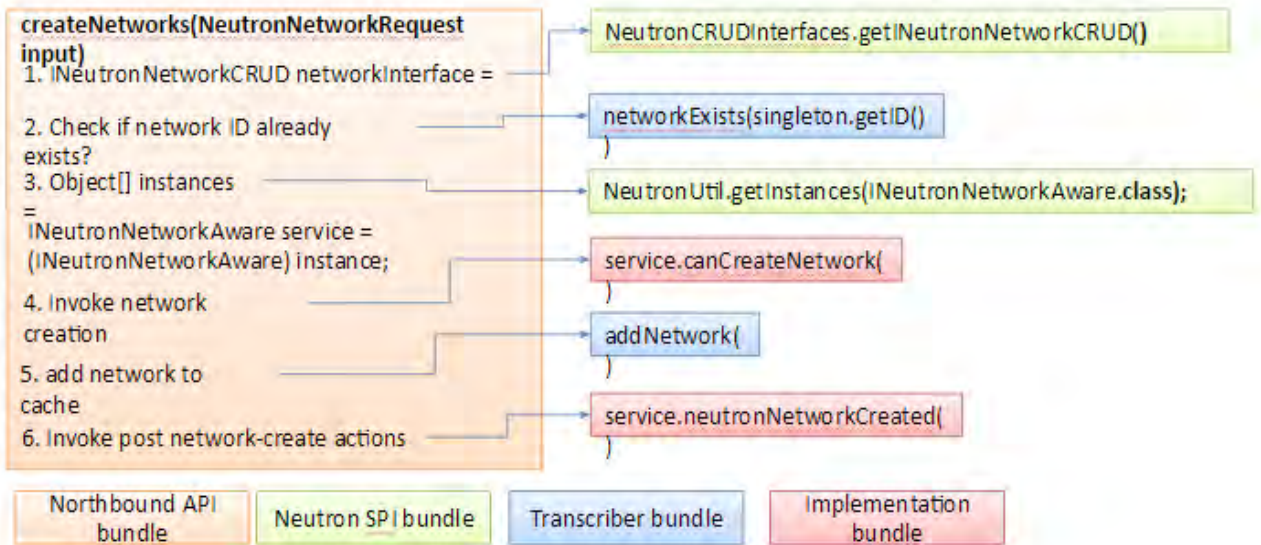 createNetworks(NeutronNetworkRequest
input)
1. INeutronNetworkCRUD networkInterface =
NeutronCRUDInterfaces.getINeutronNetworkCRUD()
2. Check if network ID already
exists?
networkExists(singleton.getID()
)
3. Object[] instances
=
NeutronUtil.getInstances(INeutronNetworkAware.class);
INeutronNetworkAware service =
(INeutronNetworkAware) instance;
4. Invoke network
creation
service.canCreateNetwork(
)
5. add network to
cache
addNetwork(
)
6. Invoke post network-create actions
service.neutronNetworkCreated(
)
Northbound API
bundle
Neutron SPI bundle
Transcriber bundle
Implementation
bundle